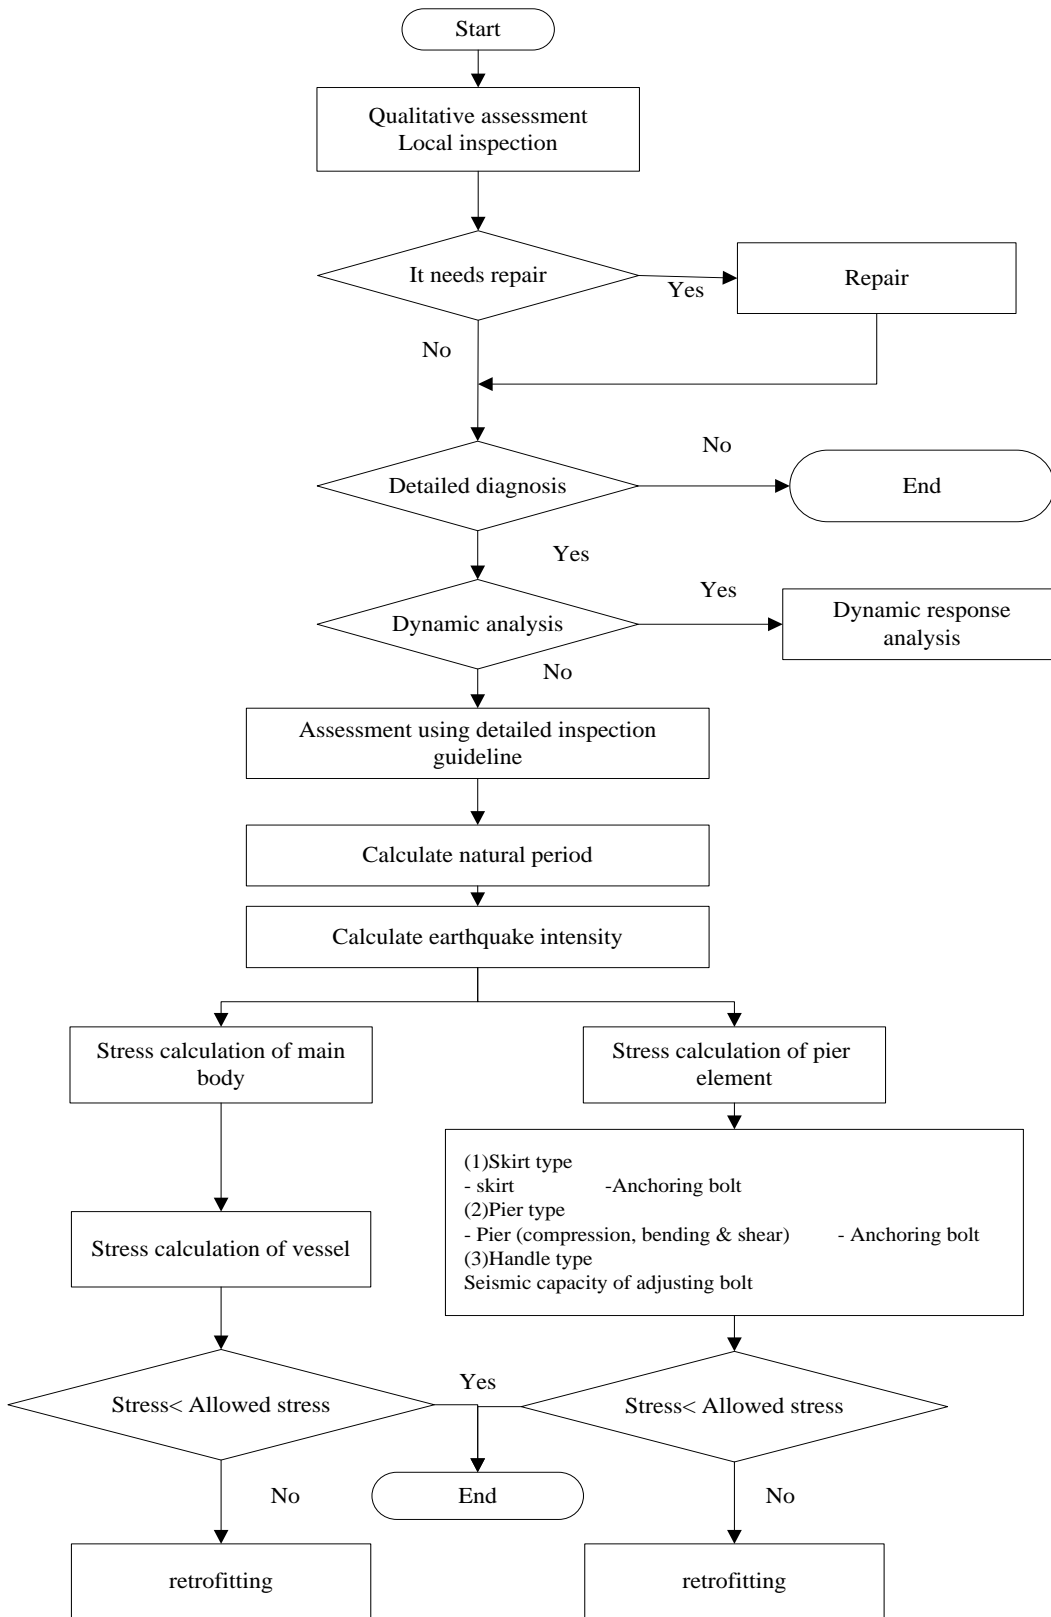 Start
Qualitative assessment
Local inspection
It needs repair
Yes
Repair
No
No
Detailed diagnosis
End
Yes
Yes
Dynamic analysis
Dynamic response
analysis
No
Assessment using detailed inspection
guideline
Calculate natural period
Calculate earthquake intensity
Stress calculation of main
body
Stress calculation of pier
element
(1)Skirt type
- skirt -Anchoring bolt
(2)Pier type
- Pier (compression, bending & shear) - Anchoring bolt
(3)Handle type
Seismic capacity of adjusting bolt
Stress calculation of vessel
Yes
Stress< Allowed stress
Stress< Allowed stress
No
End
No
retrofitting
retrofitting